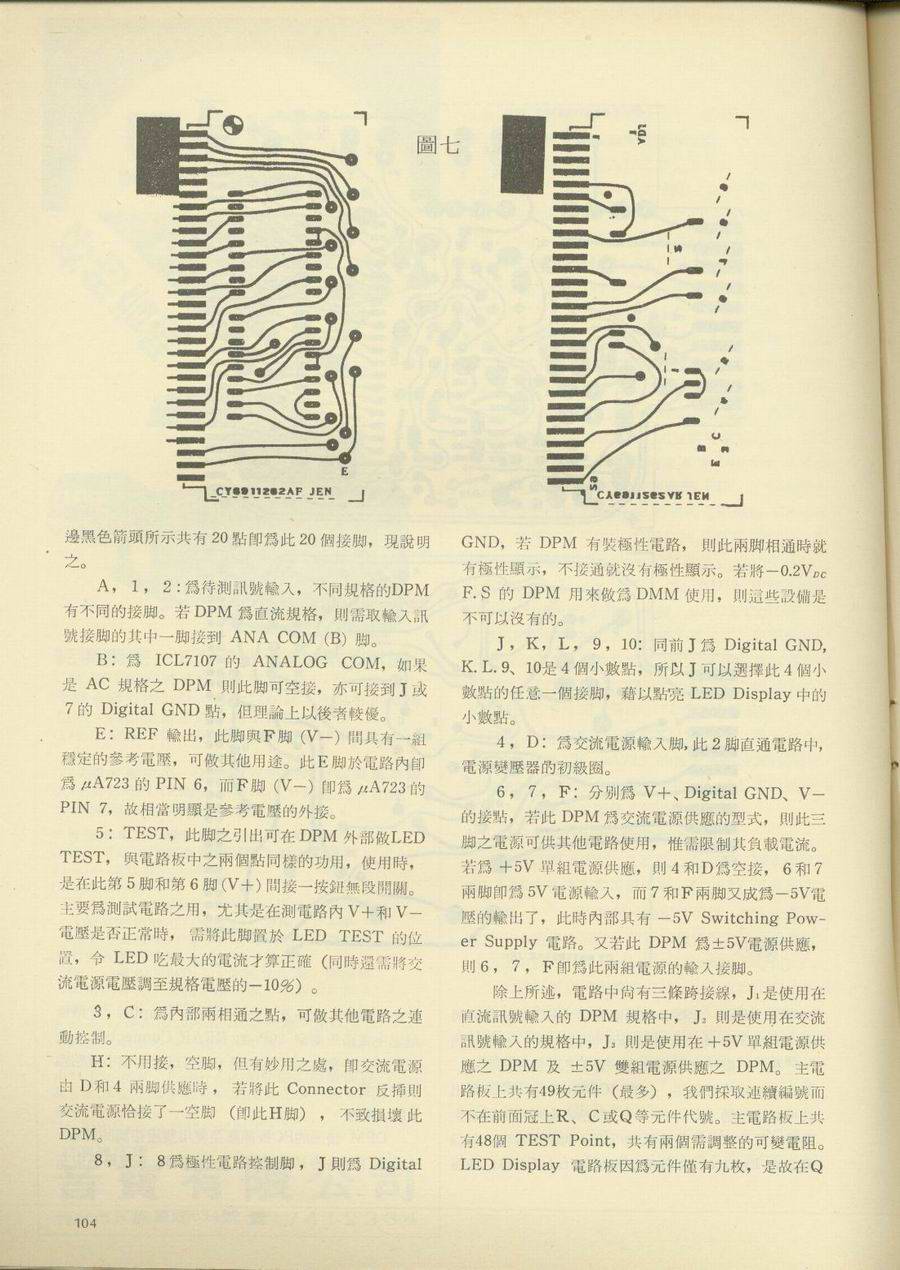 圖七
E
CY6911262AF JEN
S
B
C
E
邊黑色箭頭所示共有20點卽爲此20個接脚，現說明
之。
A，1，2：爲待測訊號輸入，不同規格的DPM
有不同的接脚。若 DPM 爲直流規格，則需取輸入訊
號接脚的其中一脚接到 ANA COM (B) 脚。
B：爲 ICL7107 的 ANALOG COM，如果
是 AC 規格之 DPM 則此脚可空接，亦可接到J或
7的 Digital GND 點，但理論上以後者較優。
E：REF 輸出，此脚與F脚 (V－) 間具有一組
穩定的參考電壓，可做其他用途。此E脚於電路內卽
爲 μA723 的 PIN 6，而F脚 (V－) 卽爲 μA723 的
PIN 7，故相當明顯是參考電壓的外接。
5：TEST，此脚之引出可在 DPM 外部做LED
TEST，與電路板中之兩個點同樣的功用，使用時，
是在此第5脚和第6脚(V＋)間接一按鈕無段開關。
主要爲測試電路之用，尤其是在測電路內V＋和V－
電壓是否正常時，需將此脚置於 LED TEST 的位
置，令 LED 吃最大的電流才算正確（同時還需將交
流電源電壓調至規格電壓的－10%）。
3，C：爲內部兩相通之點，可做其他電路之連
動控制。
H：不用接，空脚，但有妙用之處，卽交流電源
由 D和4 兩脚供應時，若將此 Connector 反挿則
交流電源恰接了一空脚（卽此H脚），不致損壞此
DPM。
8，J：8爲極性電路控制脚，J則爲 Digital
GND，若 DPM 有裝極性電路，則此兩脚相通時就
有極性顯示，不接通就沒有極性顯示。若將－0.2VDC
F.S 的 DPM 用來做爲 DMM 使用，則這些設備是
不可以沒有的。
J，K，L，9，10：同前J爲 Digital GND,
K.L.9、10是4個小數點，所以J可以選擇此4個小
數點的任意一個接脚，藉以點亮 LED Display 中的
小數點。
4，D：爲交流電源輸入脚,此2脚直通電路中,
電源變壓器的初級圈。
6，7，F：分別爲 V＋、Digital GND、V－
的接點，若此 DPM 爲交流電源供應的型式，則此三
脚之電源可供其他電路使用，惟需限制其負載電流。
若爲 ＋5V 單組電源供應，則4和D爲空接，6和7
兩脚卽爲5V電源輸入，而7和F兩脚又成爲－5V電
壓的輸出了，此時內部具有 －5V Switching Pow-
er Supply 電路。又若此 DPM 爲±5V電源供應，
則6，7，F卽爲此兩組電源的輸入接脚。
除上所述，電路中尙有三條跨接線，J₁是使用在
直流訊號輸入的 DPM 規格中，J₂ 則是使用在交流
訊號輸入的規格中，J₃ 則是使用在＋5V單組電源供
應之 DPM 及 ±5V 雙組電源供應之 DPM。主電
路板上共有49枚元件（最多），我們採取連續編號而
不在前面冠上R、C或Q等元件代號。主電路板上共
有48個 TEST Point，共有兩個需調整的可變電阻。
LED Display 電路板因爲元件僅有九枚，是故在Q
104